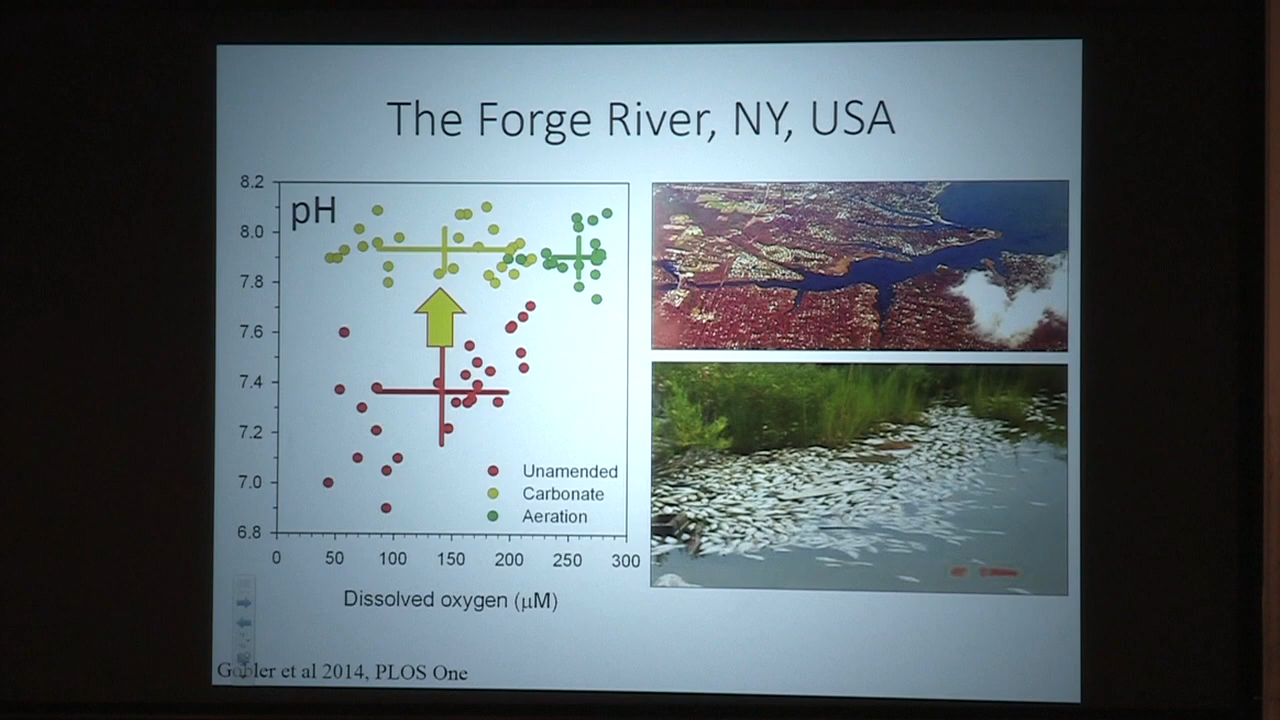 The Forge River, NY, USA
pH
8.2
8.0
7.8
7.6
7.4
7.2
7.0
6.8
0 50 100 150 200 250 300
Unamended
Carbonate
Aeration
Dissolved oxygen (μM)
Gobler et al 2014, PLOS One